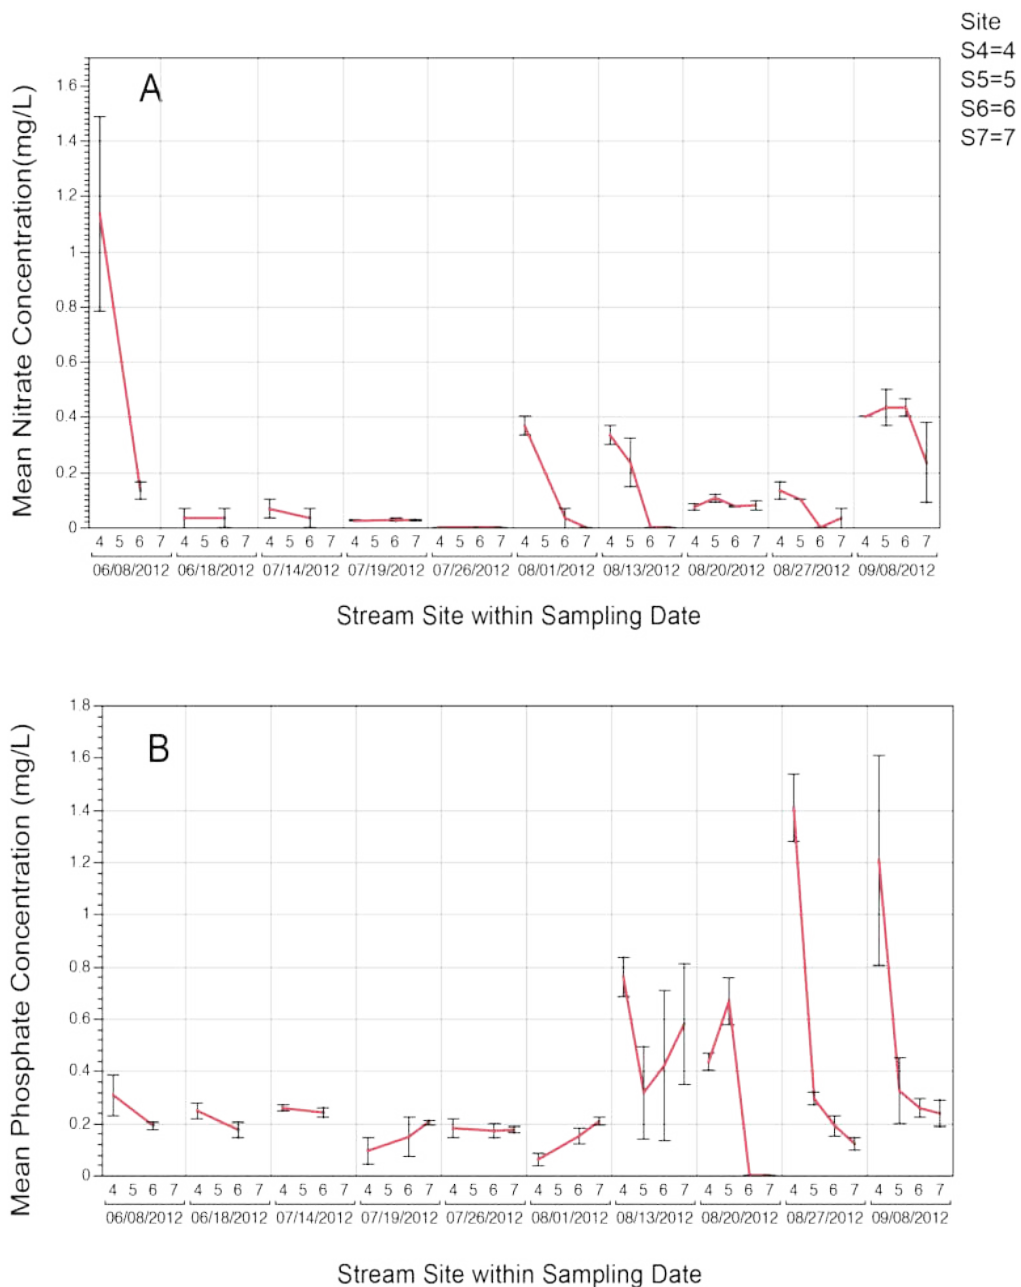 Site
S4=4
S5=5
S6=6
S7=7
A
Mean Nitrate Concentration(mg/L)
1.6
1.4
1.2
1
0.8
0.6
0.4
0.2
0
4 5 6 7 4 5 6 7 4 5 6 7 4 5 6 7 4 5 6 7 4 5 6 7 4 5 6 7 4 5 6 7 4 5 6 7 4 5 6 7
06/08/2012 06/18/2012 07/14/2012 07/19/2012 07/26/2012 08/01/2012 08/13/2012 08/20/2012 08/27/2012 09/08/2012
Stream Site within Sampling Date
B
Mean Phosphate Concentration (mg/L)
1.8
1.6
1.4
1.2
1
0.8
0.6
0.4
0.2
0
4 5 6 7 4 5 6 7 4 5 6 7 4 5 6 7 4 5 6 7 4 5 6 7 4 5 6 7 4 5 6 7 4 5 6 7 4 5 6 7
06/08/2012 06/18/2012 07/14/2012 07/19/2012 07/26/2012 08/01/2012 08/13/2012 08/20/2012 08/27/2012 09/08/2012
Stream Site within Sampling Date